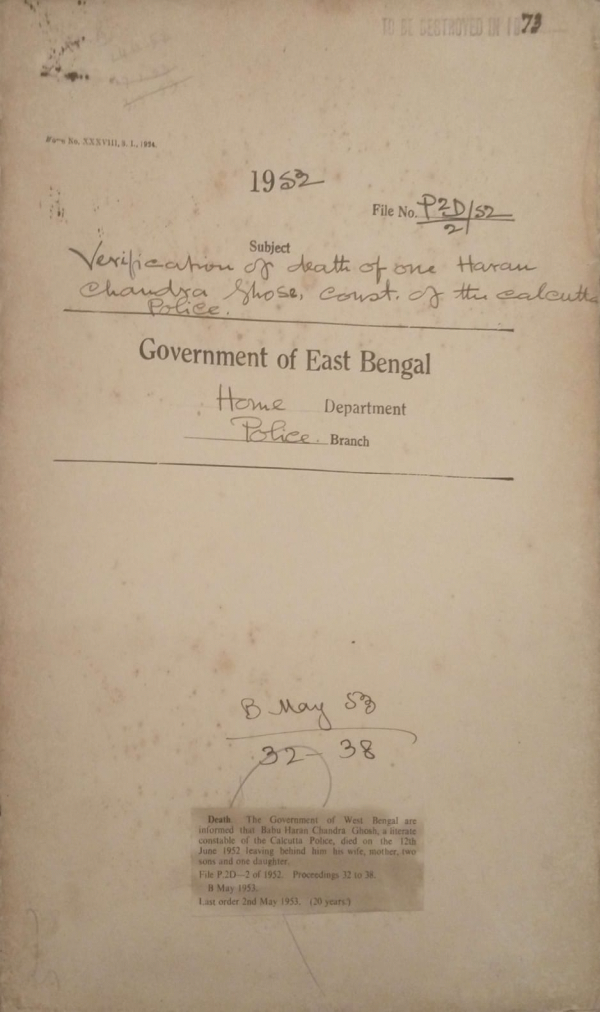 TO BE DESTROYED IN 1973
Form No. XXXVIII, S. I., 1934.
1952
File No. P2D/52
2
Subject
Verification of death of one Haran
Chandra Ghose, const. of the calcutta
Police.
Government of East Bengal
Home Department
Police. Branch
B May 53
32 - 38
Death The Government of West Bengal are
informed that Babu Haran Chandra Ghosh, a literate
constable of the Calcutta Police, died on the 12th
June 1952 leaving behind him his wife, mother, two
sons and one daughter.
File P.2D—2 of 1952. Proceedings 32 to 38.
B May 1953.
Last order 2nd May 1953. (20 years)